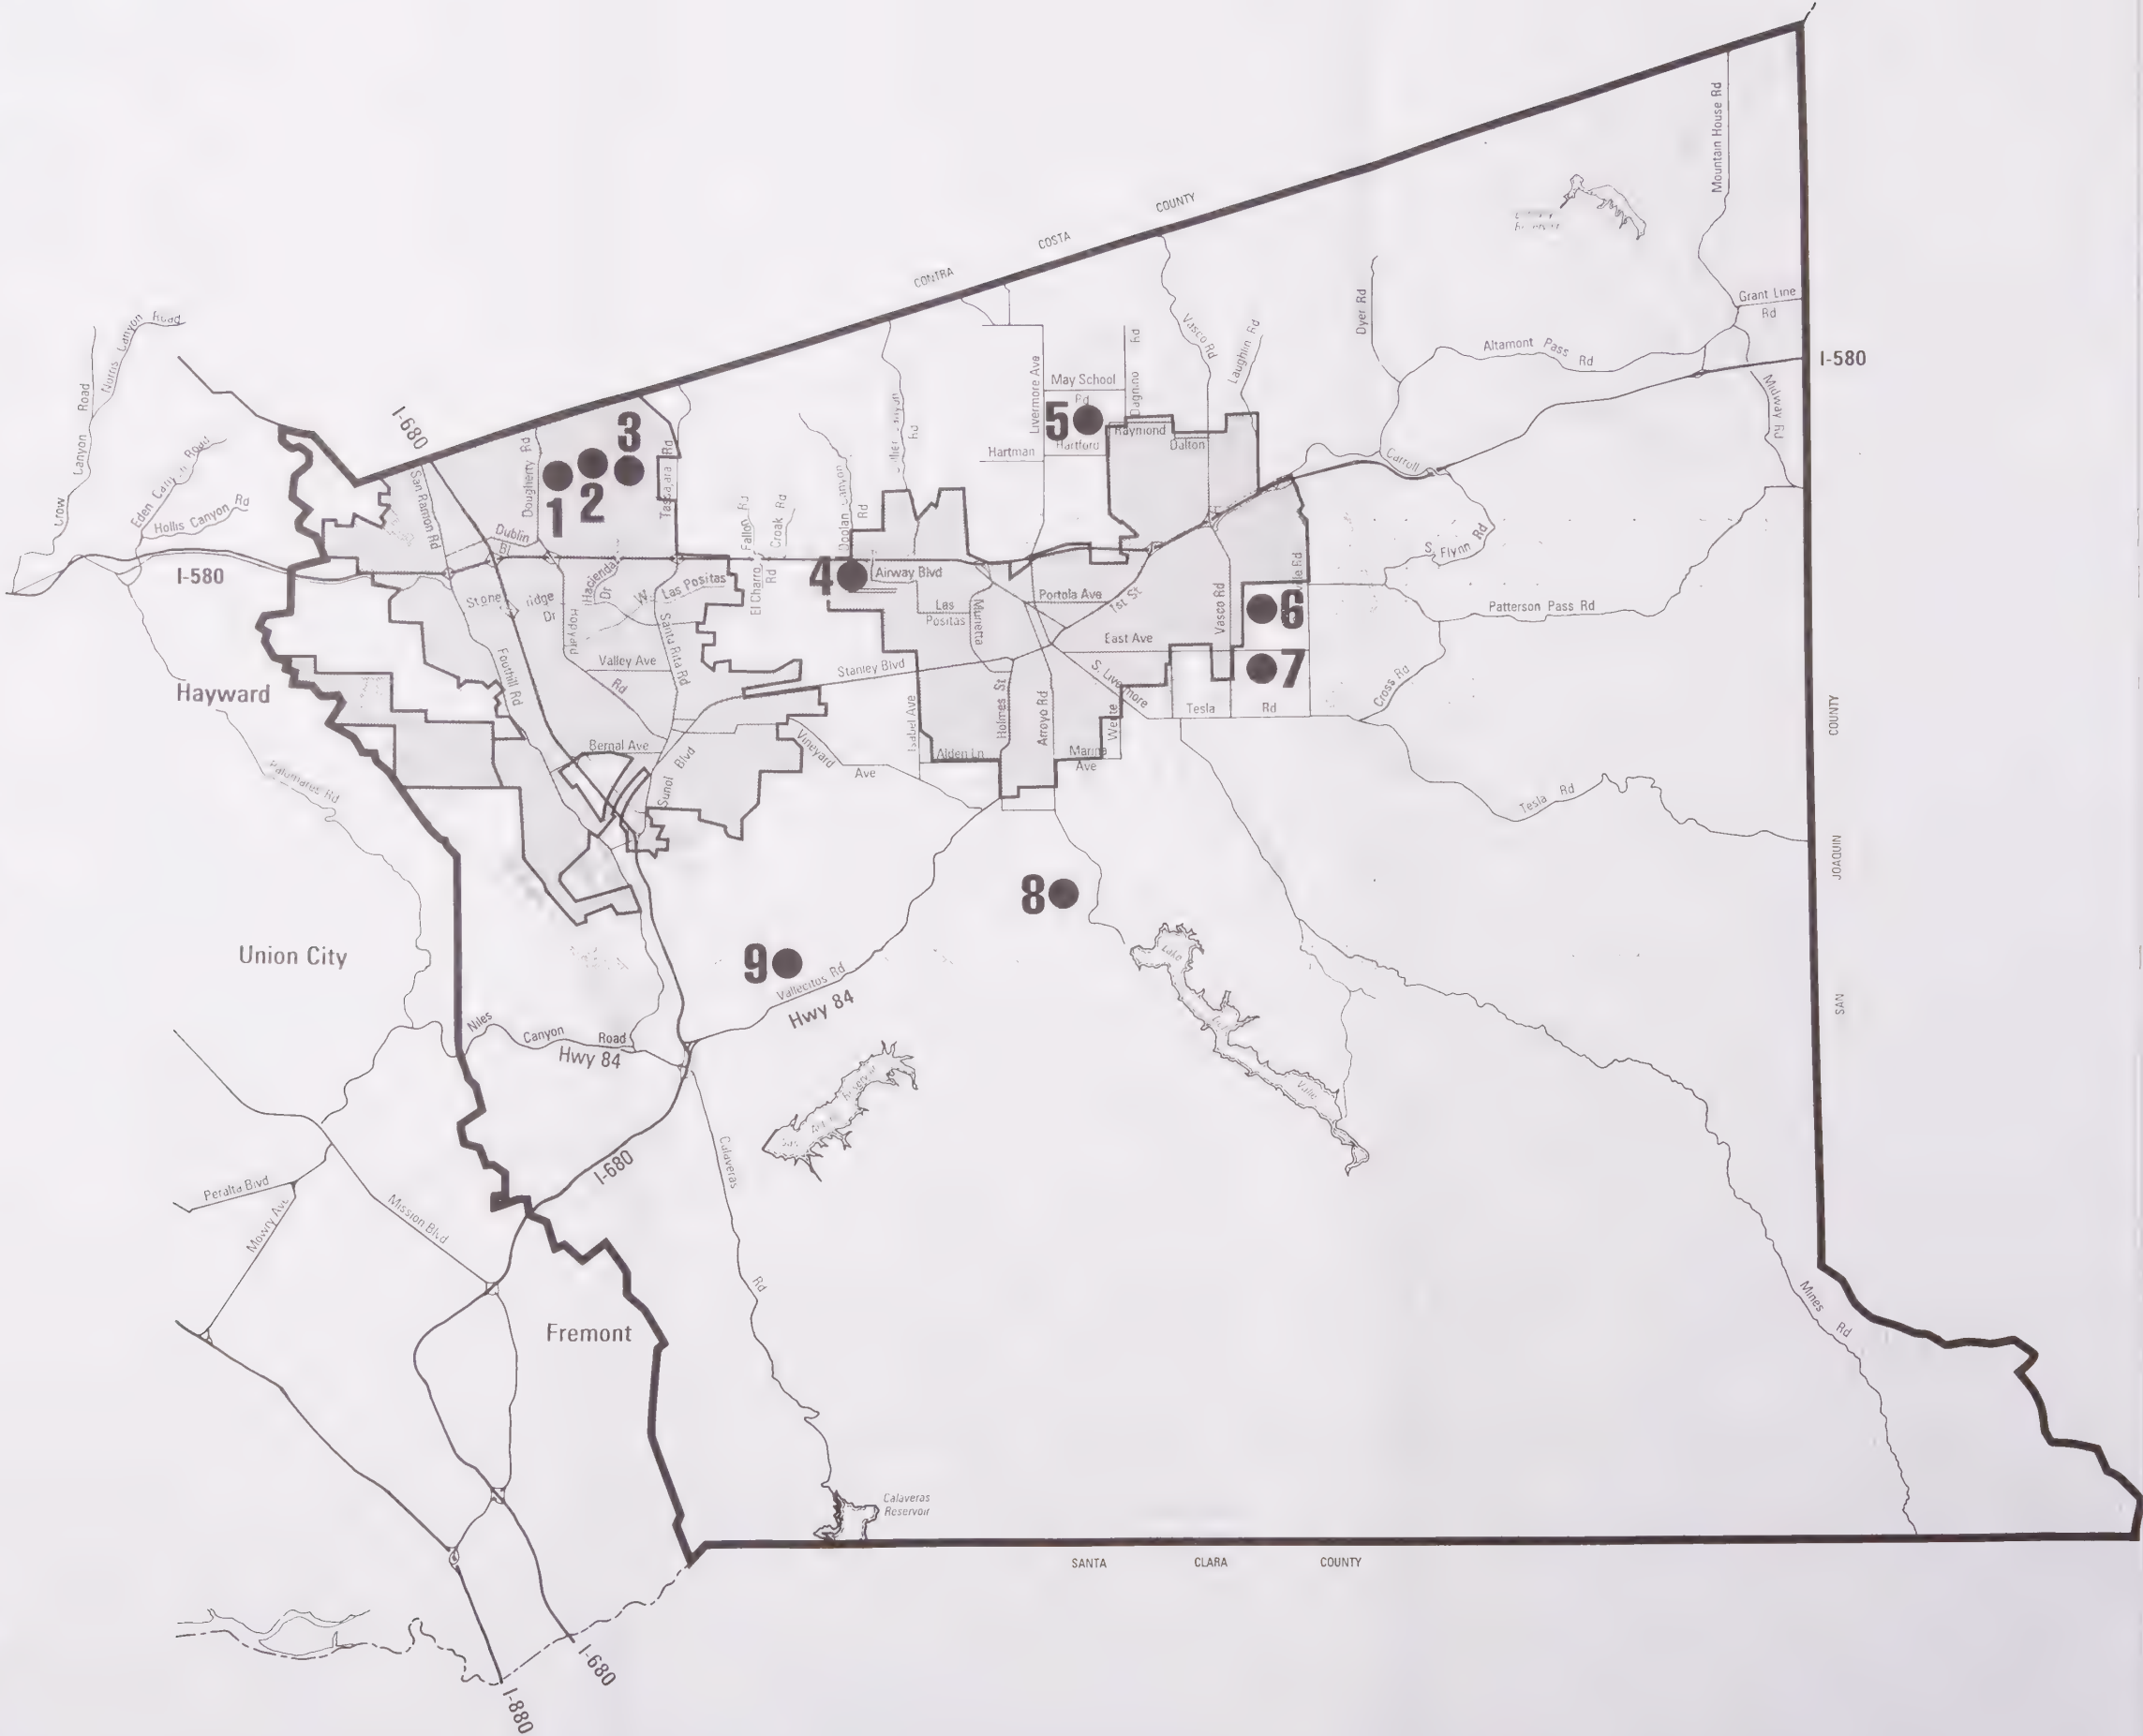 Mountain House Rd
COUNTY
COSTA
CONTRA
Grant Line
Rd
Dyer Rd
Vasco Rd
Laughlin Rd
Altamont Pass Rd
I-580
Midway Rd
Norris Canyon Road
Crow Canyon Road
Livermore Ave
May School
Rd
Dagnino
Rd
I-680
3
5
Raymond
Hartford
Dalton
Hartman
Carroll
San Ramon Rd
Dougherty Rd
Tassajara Rd
1
2
Eden Canyon Road
Hollis Canyon Rd
Dublin
Bl
Fallon Rd
Croak Rd
Doolan Canyon
Rd
Rd
S. Flynn Rd
I-580
Hacienda
Dr
W. Las Positas
El Charro Rd
4
Airway Blvd
Stone ridge
Dr
Hopyard
Las
Positas
Murrietta
Portola Ave
1st St
Vasco Rd
6
Patterson Pass Rd
East Ave
Santa Rita Rd
Valley Ave
Rd
Stanley Blvd
7
S. Livermore
Hayward
Foothill Rd
Isabel Ave
Holmes St
Arroyo Rd
Wente
Tesla
Rd
Cross Rd
COUNTY
Bernal Ave
Sunol Blvd
Vineyard
Ave
Alden Ln
Marina
Ave
Palomares Rd
Tesla Rd
JOAQUIN
8
Union City
9
Vallecitos Rd
Hwy 84
Lake
Valle
SAN
Niles
Canyon
Road
Hwy 84
Reservoir
I-680
Calaveras
Rd
Peralta Blvd
Mowry Ave
Mission Blvd
Mines
Rd
Fremont
Calaveras
Reservoir
SANTA
CLARA
COUNTY
I-680
I-880